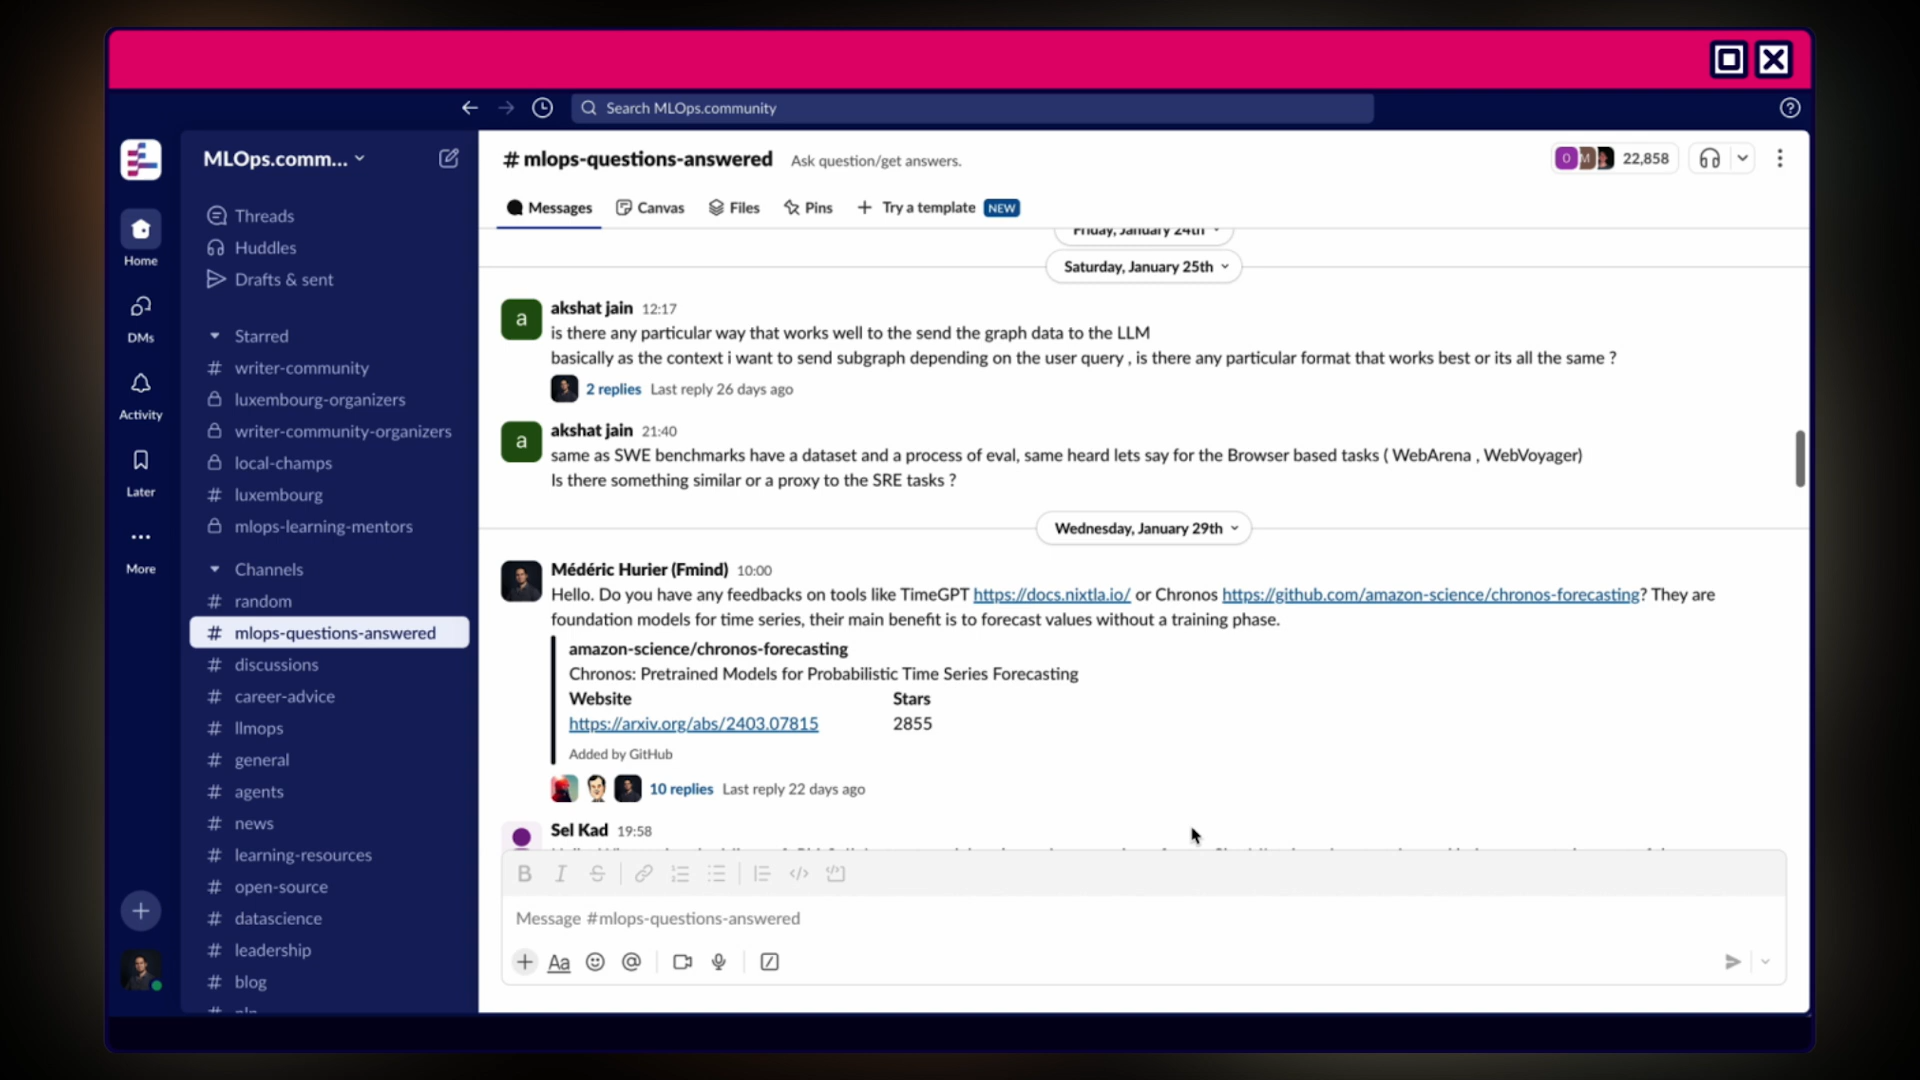 Search MLOps.community
MLOps.comm...
Threads
Huddles
Drafts & sent
Starred
writer-community
luxembourg-organizers
writer-community-organizers
local-champs
luxembourg
mlops-learning-mentors
Channels
random
mlops-questions-answered
discussions
career-advice
llmops
general
agents
news
learning-resources
open-source
datascience
leadership
blog
Home
DMs
Activity
Later
More
# mlops-questions-answered Ask question/get answers.
O M 22,858
Messages Canvas Files Pins Try a template NEW
Friday, January 24th
Saturday, January 25th
a
akshat jain 12:17
is there any particular way that works well to the send the graph data to the LLM
basically as the context i want to send subgraph depending on the user query , is there any particular format that works best or its all the same ?
2 replies Last reply 26 days ago
a
akshat jain 21:40
same as SWE benchmarks have a dataset and a process of eval, same heard lets say for the Browser based tasks ( WebArena , WebVoyager)
Is there something similar or a proxy to the SRE tasks ?
Wednesday, January 29th
Médéric Hurier (Fmind) 10:00
Hello. Do you have any feedbacks on tools like TimeGPT https://docs.nixtla.io/ or Chronos https://github.com/amazon-science/chronos-forecasting? They are
foundation models for time series, their main benefit is to forecast values without a training phase.
amazon-science/chronos-forecasting
Chronos: Pretrained Models for Probabilistic Time Series Forecasting
Website Stars
https://arxiv.org/abs/2403.07815 2855
Added by GitHub
10 replies Last reply 22 days ago
Sel Kad 19:58
Message #mlops-questions-answered
Aa